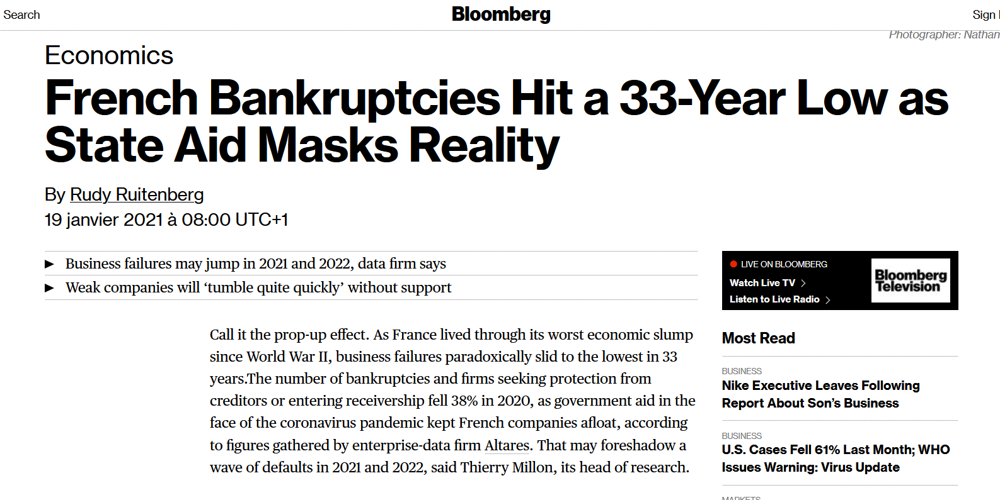 Search
Bloomberg
Sign
Photographer: Nathan
Economics
French Bankruptcies Hit a 33-Year Low as
State Aid Masks Reality
By Rudy Ruitenberg
19 janvier 2021 à 08:00 UTC+1
► Business failures may jump in 2021 and 2022, data firm says
► Weak companies will ‘tumble quite quickly’ without support
Call it the prop-up effect. As France lived through its worst economic slump
since World War II, business failures paradoxically slid to the lowest in 33
years.The number of bankruptcies and firms seeking protection from
creditors or entering receivership fell 38% in 2020, as government aid in the
face of the coronavirus pandemic kept French companies afloat, according
to figures gathered by enterprise-data firm Altares. That may foreshadow a
wave of defaults in 2021 and 2022, said Thierry Millon, its head of research.
LIVE ON BLOOMBERG
Watch Live TV >
Listen to Live Radio >
Bloomberg
Television
Most Read
BUSINESS
Nike Executive Leaves Following
Report About Son’s Business
BUSINESS
U.S. Cases Fell 61% Last Month; WHO
Issues Warning: Virus Update
MARKETS